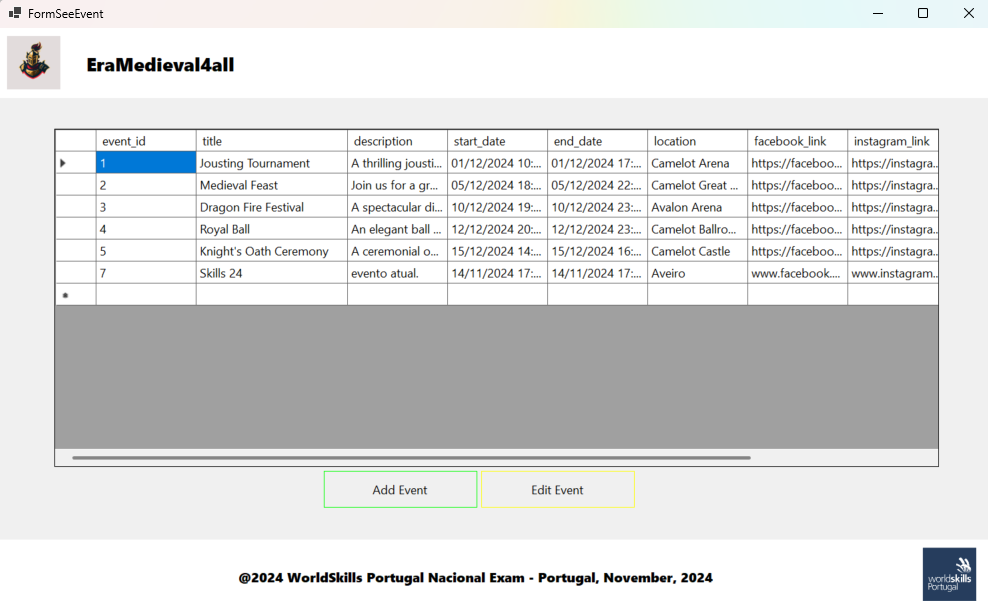 FormSeeEvent
EraMedieval4all
event_id title description start_date end_date location facebook_link instagram_link
1 Jousting Tournament A thrilling jousti... 01/12/2024 10:... 01/12/2024 17:... Camelot Arena https://faceboo... https://instagra...
2 Medieval Feast Join us for a gr... 05/12/2024 18:... 05/12/2024 22:... Camelot Great ... https://faceboo... https://instagra...
3 Dragon Fire Festival A spectacular di... 10/12/2024 19:... 10/12/2024 23:... Avalon Arena https://faceboo... https://instagra...
4 Royal Ball An elegant ball ... 12/12/2024 20:... 12/12/2024 23:... Camelot Ballro... https://faceboo... https://instagra...
5 Knight's Oath Ceremony A ceremonial o... 15/12/2024 14:... 15/12/2024 16:... Camelot Castle https://faceboo... https://instagra...
7 Skills 24 evento atual. 14/11/2024 17:... 14/11/2024 17:... Aveiro www.facebook.... www.instagram...
Add Event Edit Event
@2024 WorldSkills Portugal Nacional Exam - Portugal, November, 2024
worldskills
Portugal